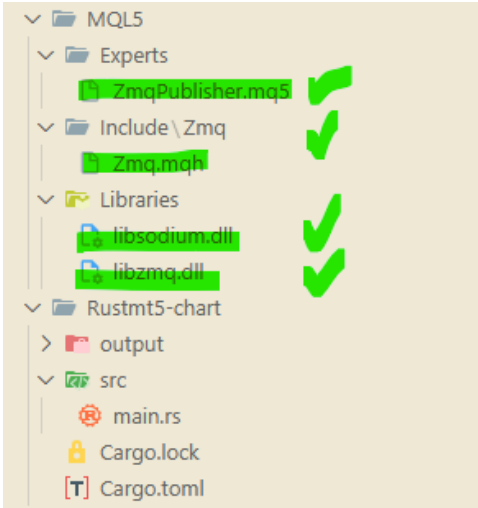 MQL5
Experts
ZmqPublisher.mq5
Include\Zmq
Zmq.mqh
Libraries
libsodium.dll
libzmq.dll
Rustmt5-chart
output
src
main.rs
Cargo.lock
Cargo.toml